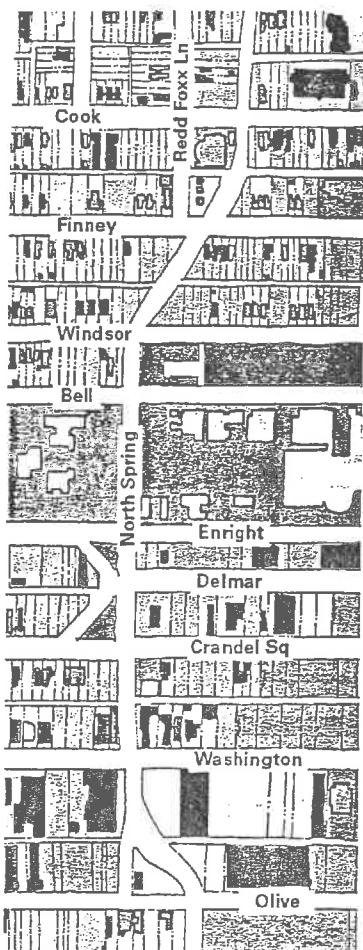 Redd Foxx Ln
Cook
Finney
Windsor
Bell
North Spring
Enright
Delmar
Crandel Sq
Washington
Olive